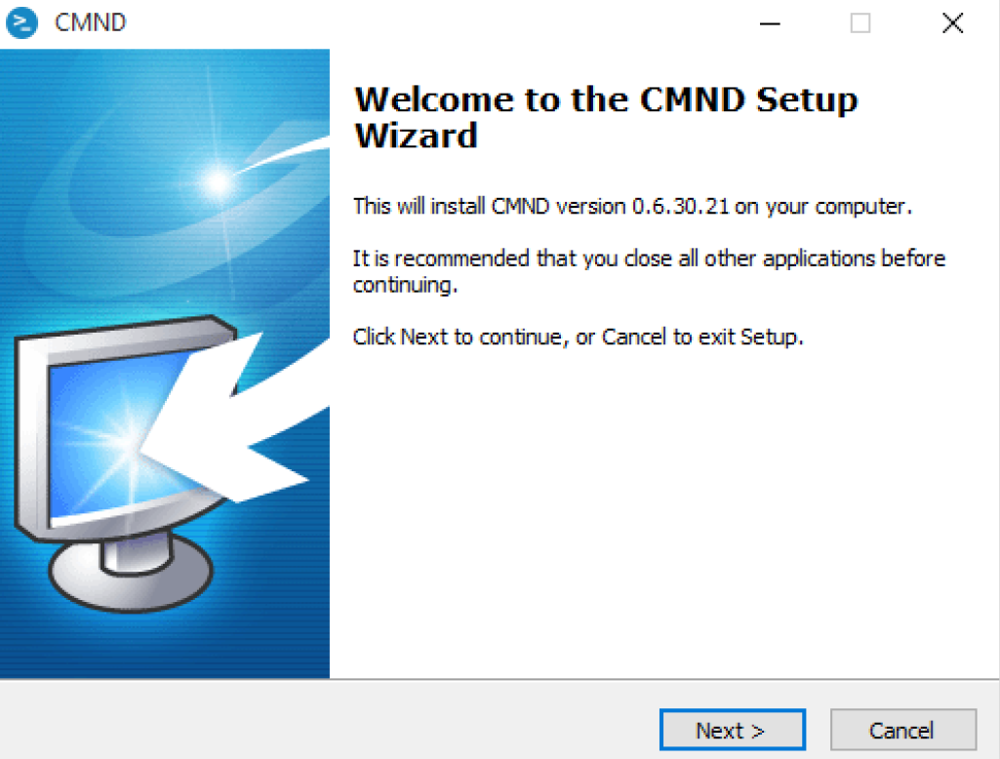 CMND
Welcome to the CMND Setup
Wizard
This will install CMND version 0.6.30.21 on your computer.
It is recommended that you close all other applications before
continuing.
Click Next to continue, or Cancel to exit Setup.
Next >
Cancel